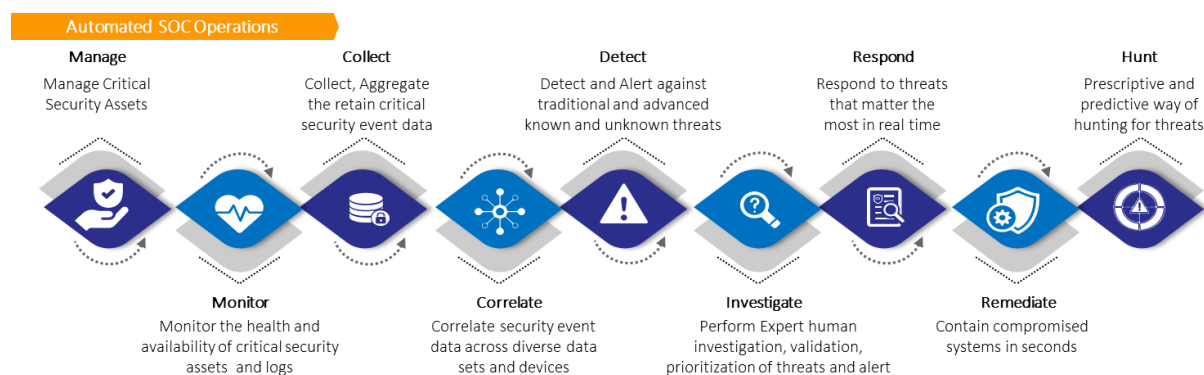 Automated SOC Operations
Manage
Manage Critical
Security Assets
Monitor
Monitor the health and
availability of critical security
assets and logs
Collect
Collect, Aggregate
the retain critical
security event data
Correlate
Correlate security event
data across diverse data
sets and devices
Detect
Detect and Alert against
traditional and advanced
known and unknown threats
Investigate
Perform Expert human
investigation, validation,
prioritization of threats and alert
Respond
Respond to threats
that matter the
most in real time
Remediate
Contain compromised
systems in seconds
Hunt
Prescriptive and
predictive way of
hunting for threats
?